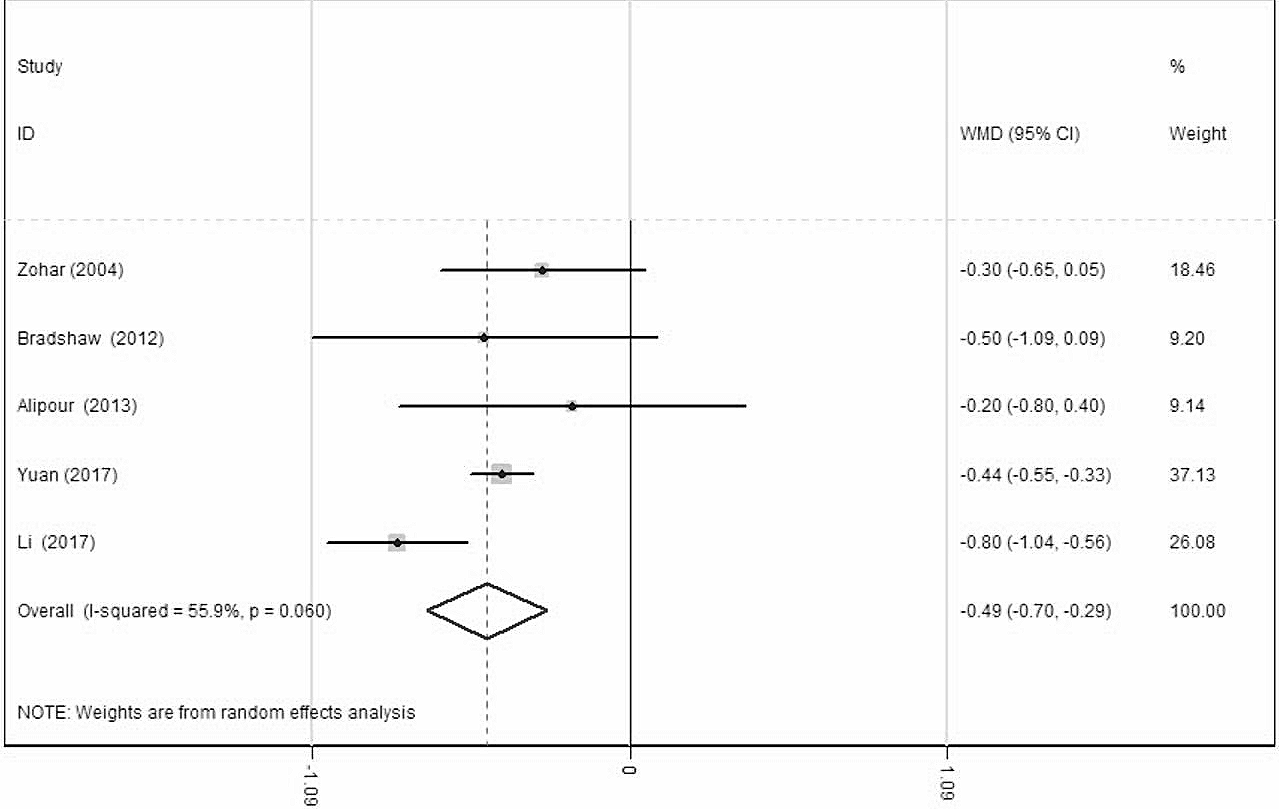 Study %
ID WMD (95% CI) Weight
Zohar (2004) -0.30 (-0.65, 0.05) 18.46
Bradshaw (2012) -0.50 (-1.09, 0.09) 9.20
Alipour (2013) -0.20 (-0.80, 0.40) 9.14
Yuan (2017) -0.44 (-0.55, -0.33) 37.13
Li (2017) -0.80 (-1.04, -0.56) 26.08
Overall (I-squared = 55.9%, p = 0.060) -0.49 (-0.70, -0.29) 100.00
NOTE: Weights are from random effects analysis
-1.09 0 1.09